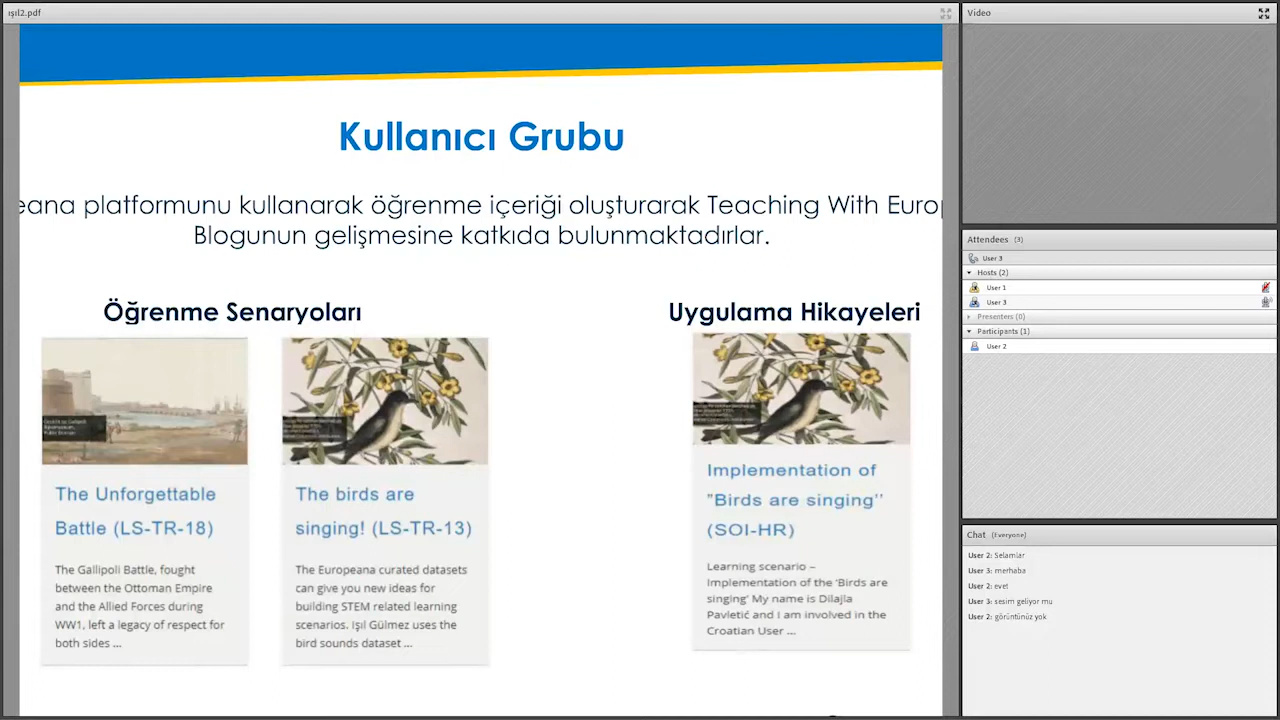 ışıl2.pdf
Kullanıcı Grubu
eana platformunu kullanarak öğrenme içeriği oluşturarak Teaching With Europ
Blogunun gelişmesine katkıda bulunmaktadırlar.
Öğrenme Senaryoları
Uygulama Hikayeleri
The Unforgettable
Battle (LS-TR-18)
The Gallipoli Battle, fought
between the Ottoman Empire
and the Allied Forces during
WW1, left a legacy of respect for
both sides ...
The birds are
singing! (LS-TR-13)
The Europeana curated datasets
can give you new ideas for
building STEM related learning
scenarios. Işıl Gülmez uses the
bird sounds dataset ...
Implementation of
"Birds are singing''
(SOI-HR)
Learning scenario –
Implementation of the 'Birds are
singing' My name is Dilajla
Pavletić and I am involved in the
Croatian User ...
Video
Attendees (3)
User 3
Hosts (2)
User 1
User 3
Presenters (0)
Participants (1)
User 2
Chat (Everyone)
User 2: Selamlar
User 3: merhaba
User 2: evet
User 3: sesim geliyor mu
User 2: görüntünüz yok